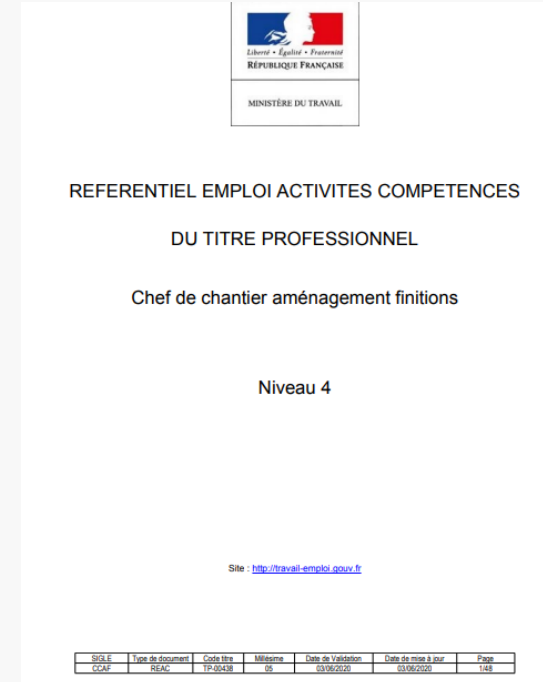 Liberté • Égalité • Fraternité
RÉPUBLIQUE FRANÇAISE
MINISTÈRE DU TRAVAIL
REFERENTIEL EMPLOI ACTIVITES COMPETENCES
DU TITRE PROFESSIONNEL
Chef de chantier aménagement finitions
Niveau 4
Site : http://travail-emploi.gouv.fr
SIGLE Type de document Code titre Millésime Date de Validation Date de mise à jour Page
CCAF REAC TP-00438 05 03/06/2020 03/06/2020 1/48